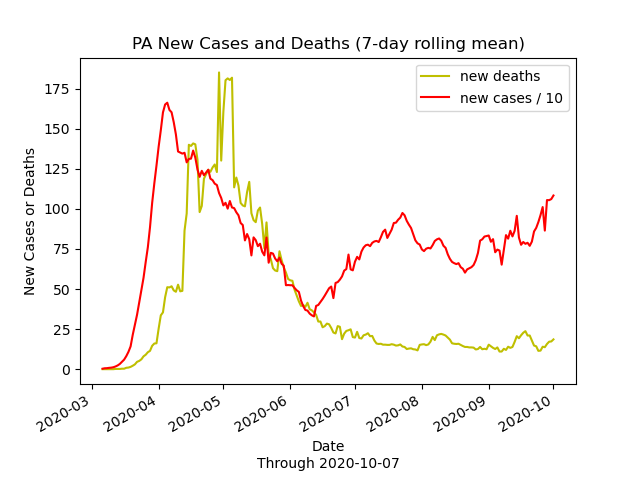 PA New Cases and Deaths (7-day rolling mean)
new deaths
new cases / 10
175
150
125
100
75
50
25
0
New Cases or Deaths
2020-03
2020-04
2020-05
2020-06
2020-07
2020-08
2020-09
2020-10
Date
Through 2020-10-07